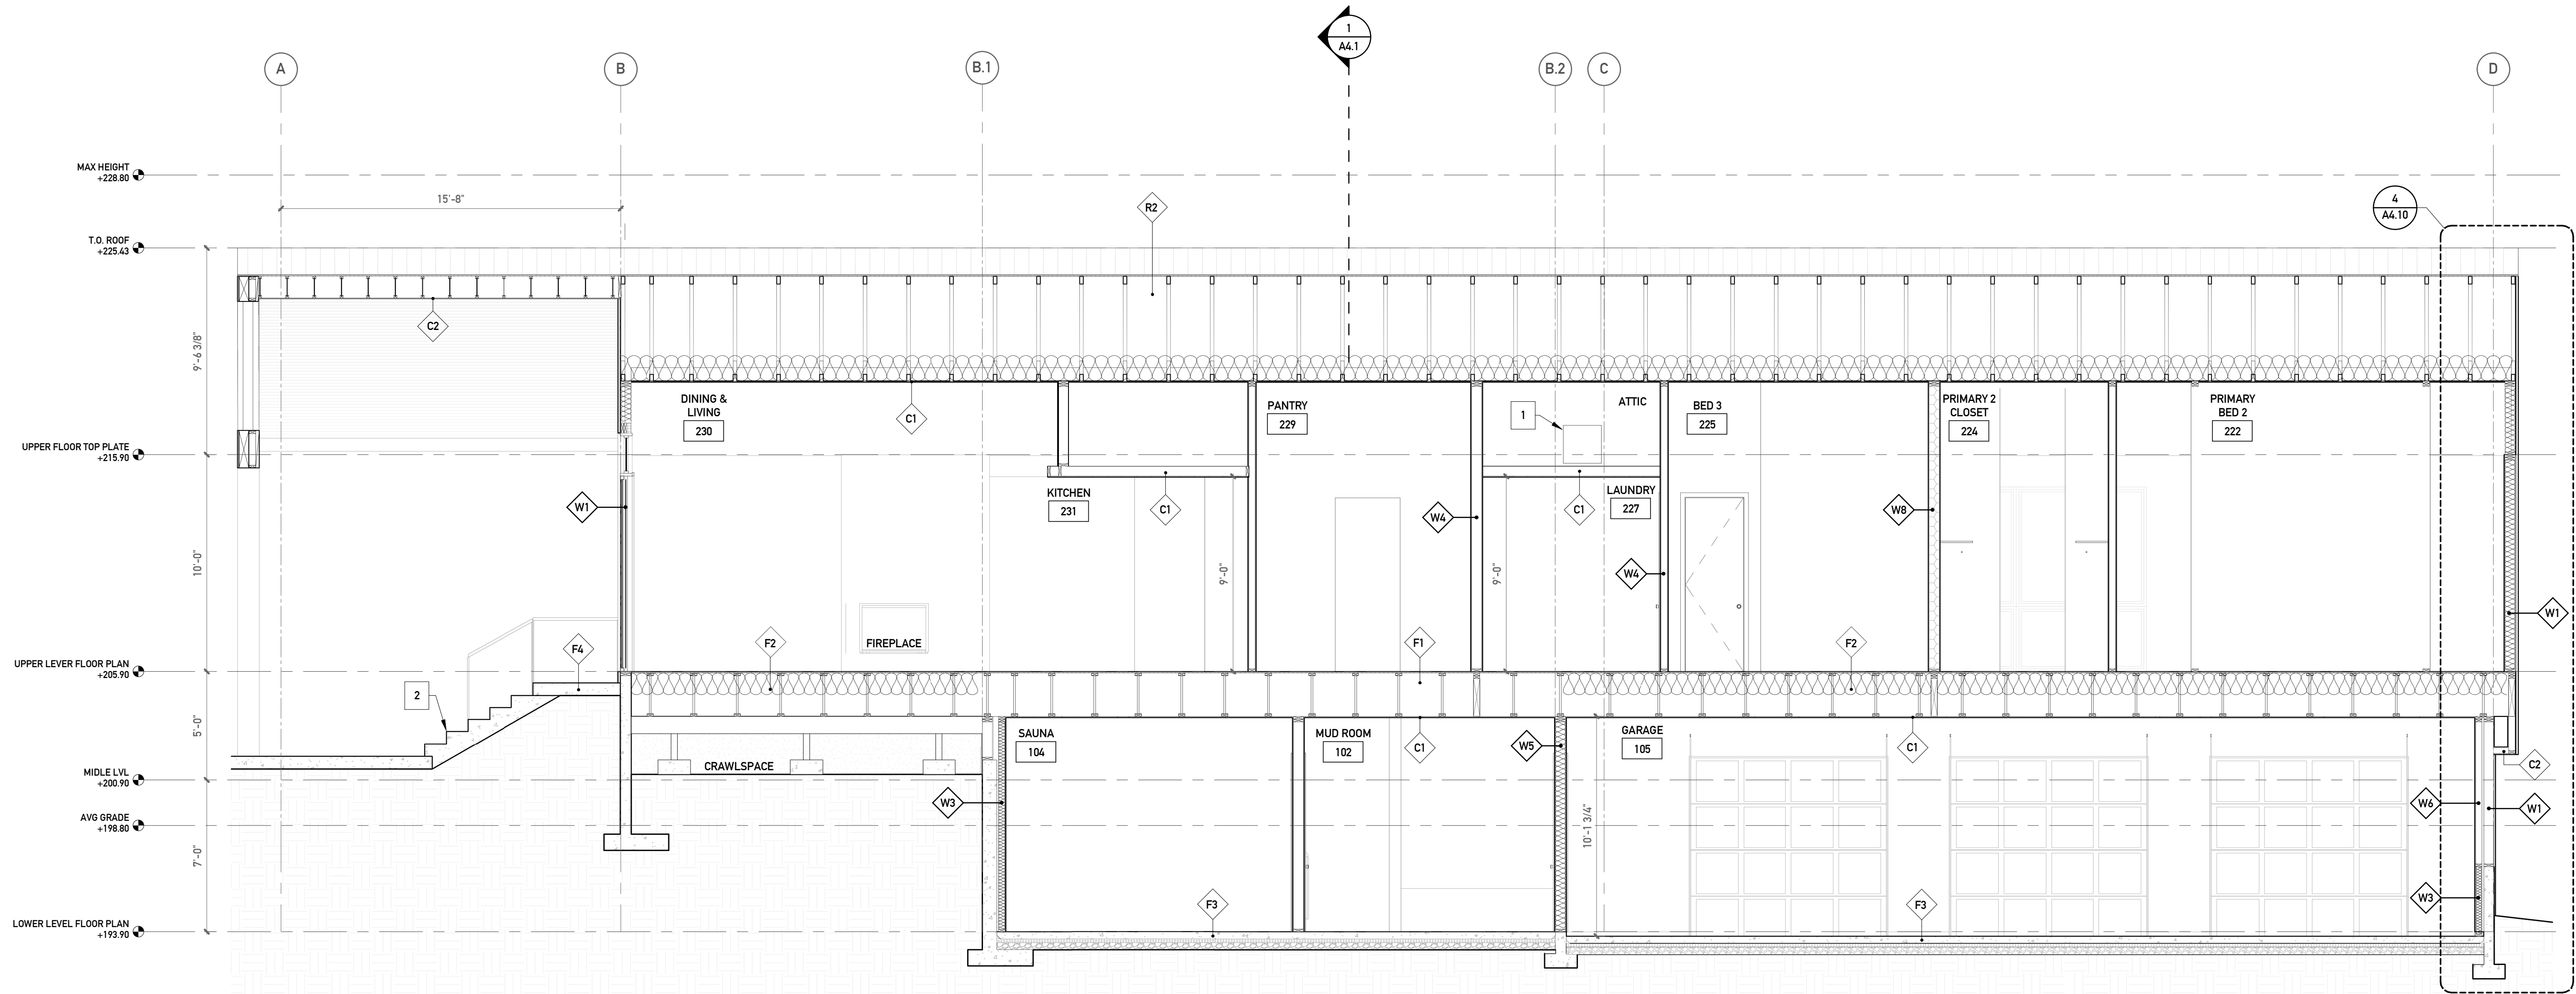 1
A4.1
A
B
B.1
B.2
C
D
MAX HEIGHT
+228.80
15'-8"
R2
4
A4.10
T.O. ROOF
+225.43
C2
9'-6 3/8"
DINING &
LIVING
230
C1
PANTRY
229
1
ATTIC
BED 3
225
PRIMARY 2
CLOSET
224
PRIMARY
BED 2
222
UPPER FLOOR TOP PLATE
+215.90
KITCHEN
231
C1
C1
LAUNDRY
227
W1
W4
W8
10'-0"
9'-0"
9'-0"
W4
W1
F4
F2
FIREPLACE
F1
F2
UPPER LEVER FLOOR PLAN
+205.90
2
5'-0"
SAUNA
104
MUD ROOM
102
C1
W5
GARAGE
105
C1
CRAWLSPACE
C2
MIDLE LVL
+200.90
W3
W6
W1
AVG GRADE
+198.80
10'-1 3/4"
7'-0"
F3
F3
W3
LOWER LEVEL FLOOR PLAN
+193.90